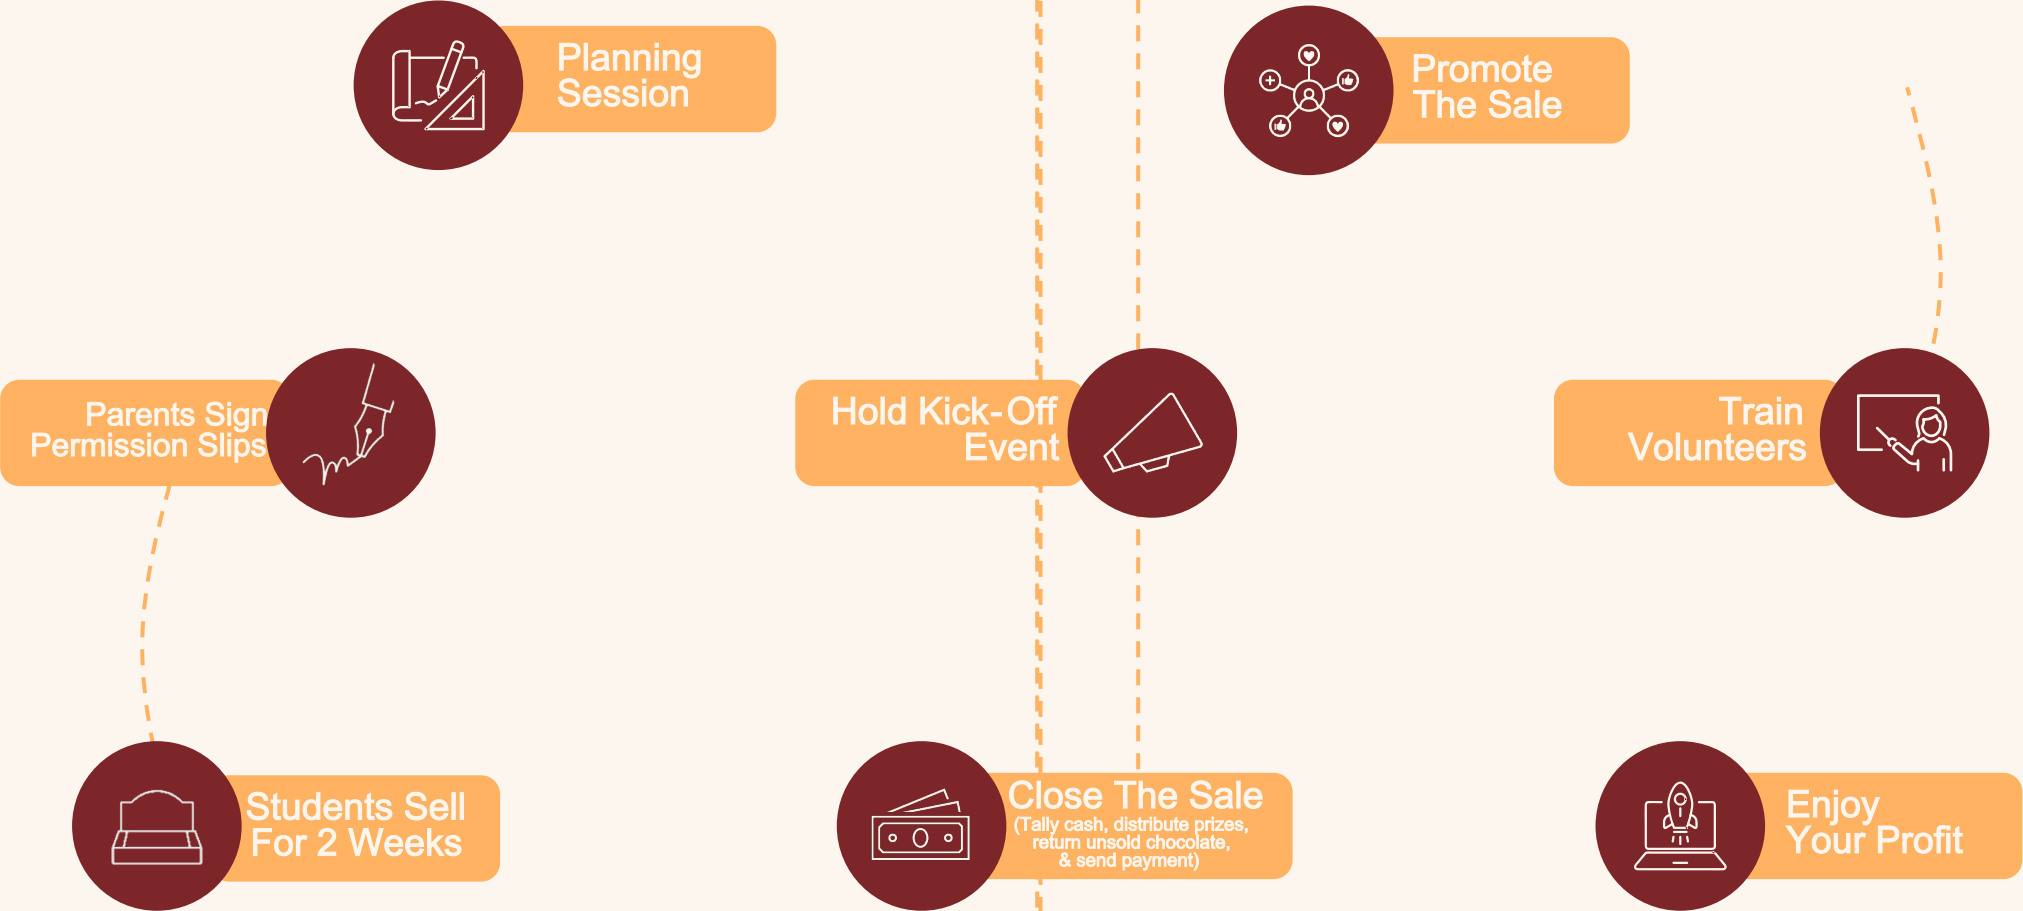 Planning
Session
Promote
The Sale
Parents Sign
Permission Slips
Hold Kick-Off
Event
Train
Volunteers
Students Sell
For 2 Weeks
Close The Sale
(Tally cash, distribute prizes,
return unsold chocolate,
& send payment)
Enjoy
Your Profit